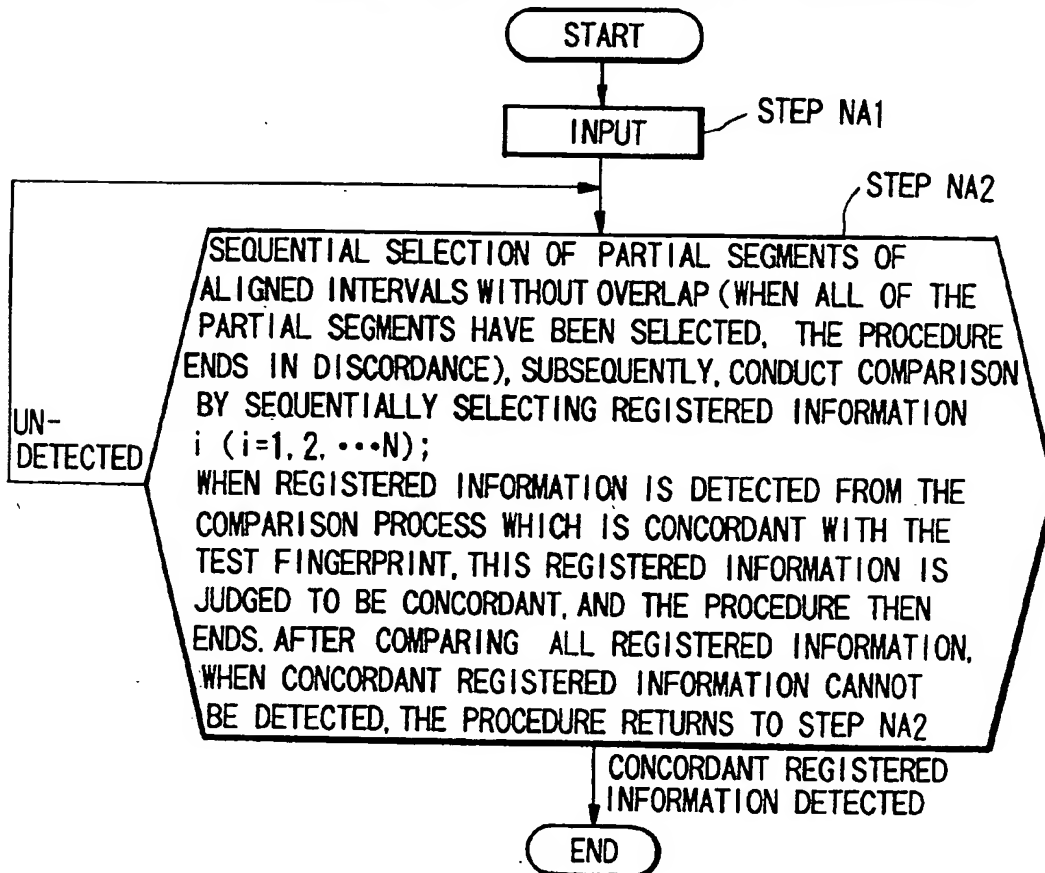 START
INPUT
STEP NA1
STEP NA2
SEQUENTIAL SELECTION OF PARTIAL SEGMENTS OF
ALIGNED INTERVALS WITHOUT OVERLAP (WHEN ALL OF THE
PARTIAL SEGMENTS HAVE BEEN SELECTED, THE PROCEDURE
ENDS IN DISCORDANCE), SUBSEQUENTLY, CONDUCT COMPARISON
BY SEQUENTIALLY SELECTING REGISTERED INFORMATION
i (i=1, 2, •••N);
WHEN REGISTERED INFORMATION IS DETECTED FROM THE
COMPARISON PROCESS WHICH IS CONCORDANT WITH THE
TEST FINGERPRINT, THIS REGISTERED INFORMATION IS
JUDGED TO BE CONCORDANT, AND THE PROCEDURE THEN
ENDS. AFTER COMPARING ALL REGISTERED INFORMATION,
WHEN CONCORDANT REGISTERED INFORMATION CANNOT
BE DETECTED, THE PROCEDURE RETURNS TO STEP NA2
UN-
DETECTED
CONCORDANT REGISTERED
INFORMATION DETECTED
END